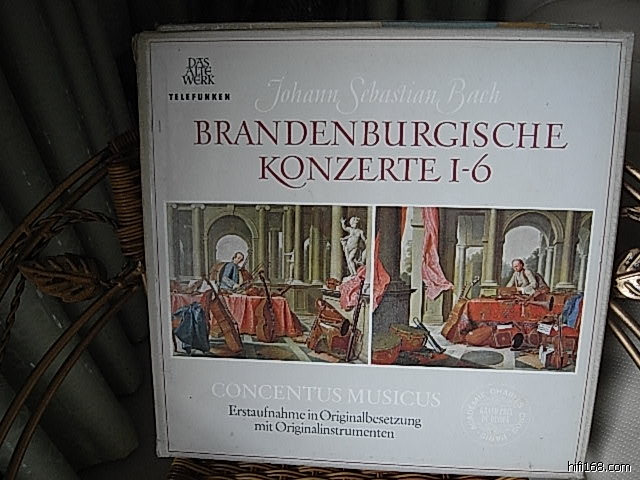 DAS
ALTE
WERK
TELEFUNKEN
Johann Sebastian Bach
BRANDENBURGISCHE
KONZERTE I-6
CONCENTUS MUSICUS
Erstaufnahme in Originalbesetzung
mit Originalinstrumenten
hifi168.com